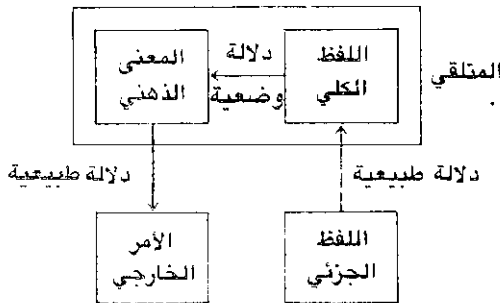 المتلقي
اللفظ
الكلي
دلالة
وضعية
المعنى
الذهني
دلالة طبيعية
دلالة طبيعية
اللفظ
الجزئي
الأمر
الخارجي